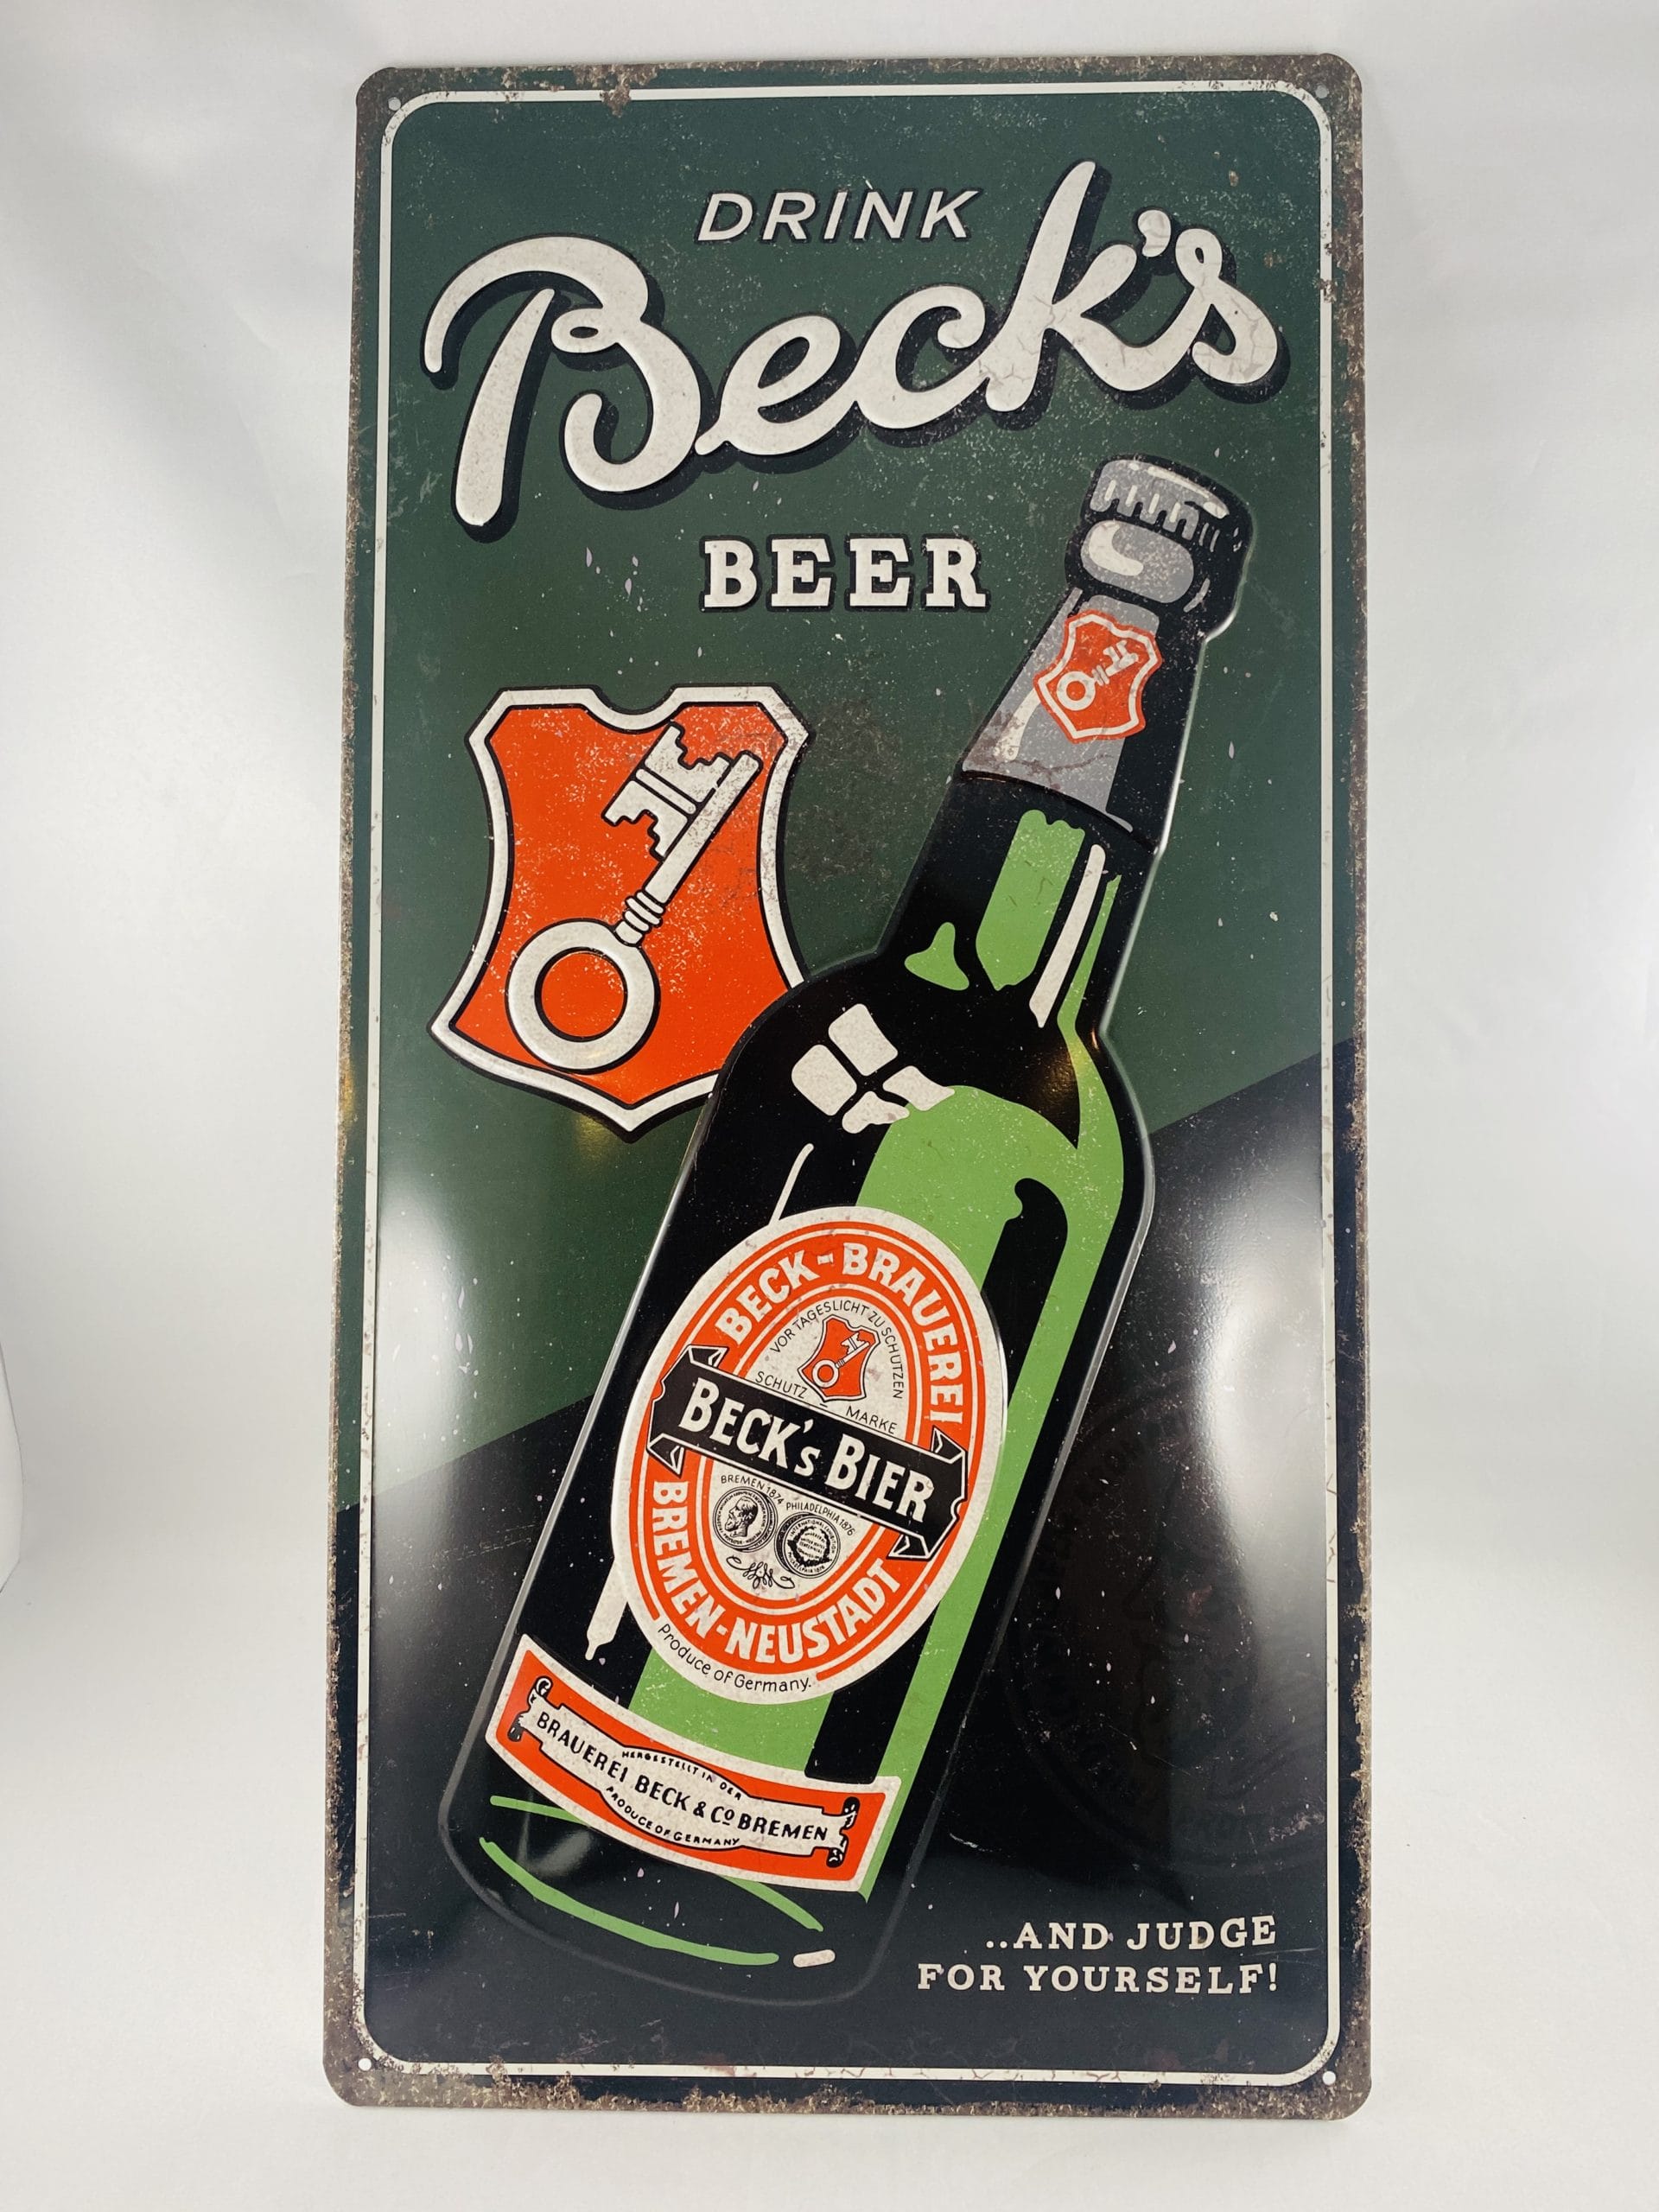 DRINK
Beck's
BEER
BECK-BRAUEREI
VOR TAGESLICHT ZU SCHÜTZEN
SCHUTZ MARKE
BECK's BIER
BREMEN 1874 PHILADELPHIA 1876
BREMEN-NEUSTADT
Produce of Germany.
HERGESTELLT IN DER
BRAUEREI BECK & Co BREMEN
PRODUCE OF GERMANY
..AND JUDGE
FOR YOURSELF!